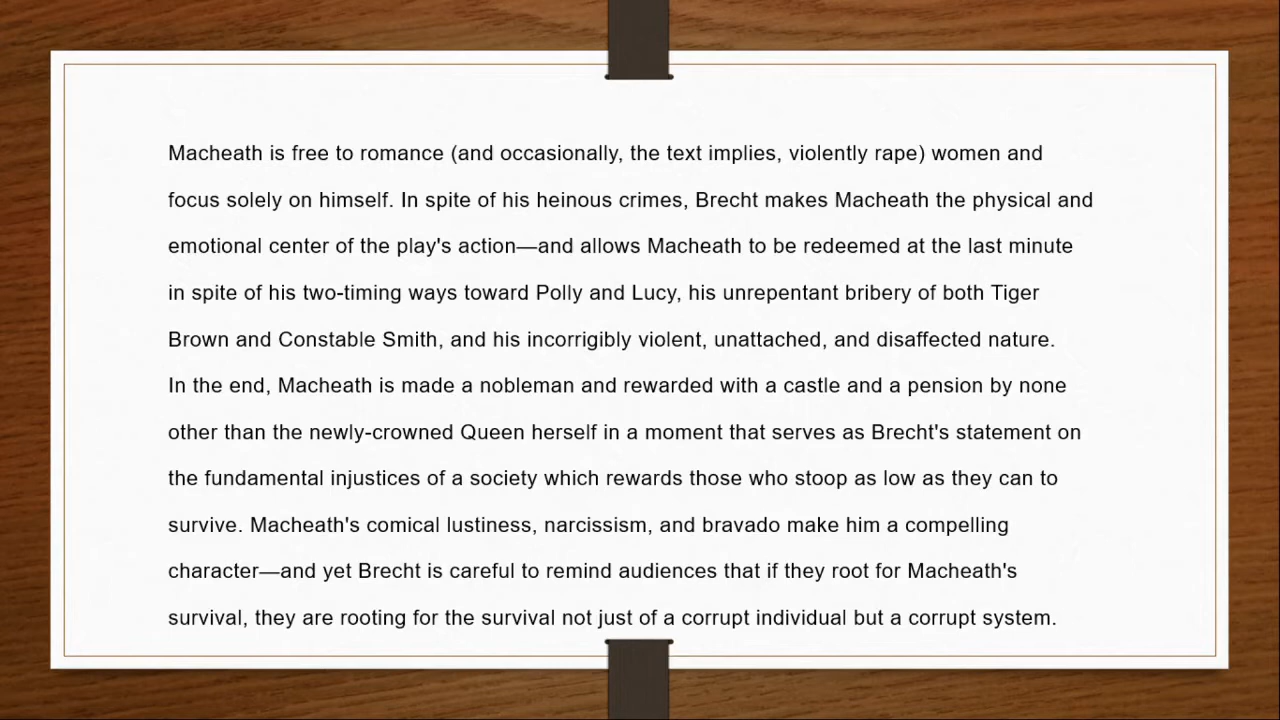 Macheath is free to romance (and occasionally, the text implies, violently rape) women and
focus solely on himself. In spite of his heinous crimes, Brecht makes Macheath the physical and
emotional center of the play's action—and allows Macheath to be redeemed at the last minute
in spite of his two-timing ways toward Polly and Lucy, his unrepentant bribery of both Tiger
Brown and Constable Smith, and his incorrigibly violent, unattached, and disaffected nature.
In the end, Macheath is made a nobleman and rewarded with a castle and a pension by none
other than the newly-crowned Queen herself in a moment that serves as Brecht's statement on
the fundamental injustices of a society which rewards those who stoop as low as they can to
survive. Macheath's comical lustiness, narcissism, and bravado make him a compelling
character—and yet Brecht is careful to remind audiences that if they root for Macheath's
survival, they are rooting for the survival not just of a corrupt individual but a corrupt system.